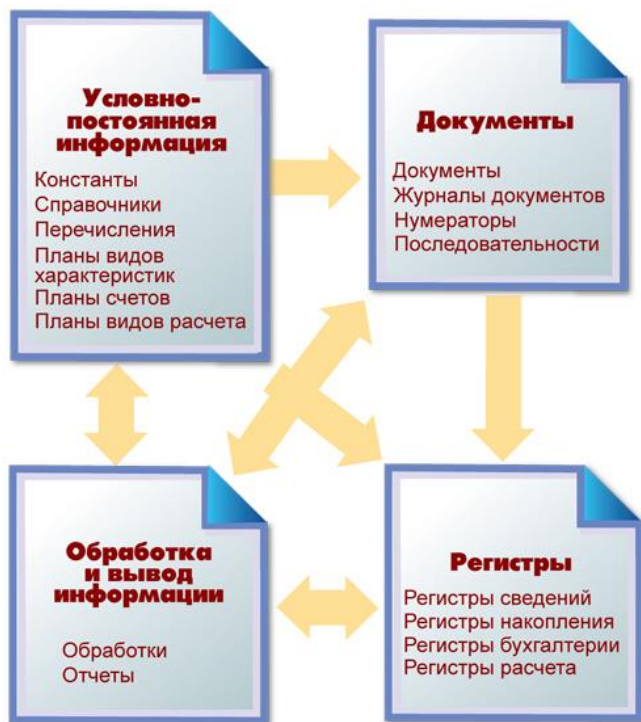 Условно-
постоянная
информация
Константы
Справочники
Перечисления
Планы видов
характеристик
Планы счетов
Планы видов расчета
Документы
Документы
Журналы документов
Нумераторы
Последовательности
Обработка
и вывод
информации
Обработки
Отчеты
Регистры
Регистры сведений
Регистры накопления
Регистры бухгалтерии
Регистры расчета